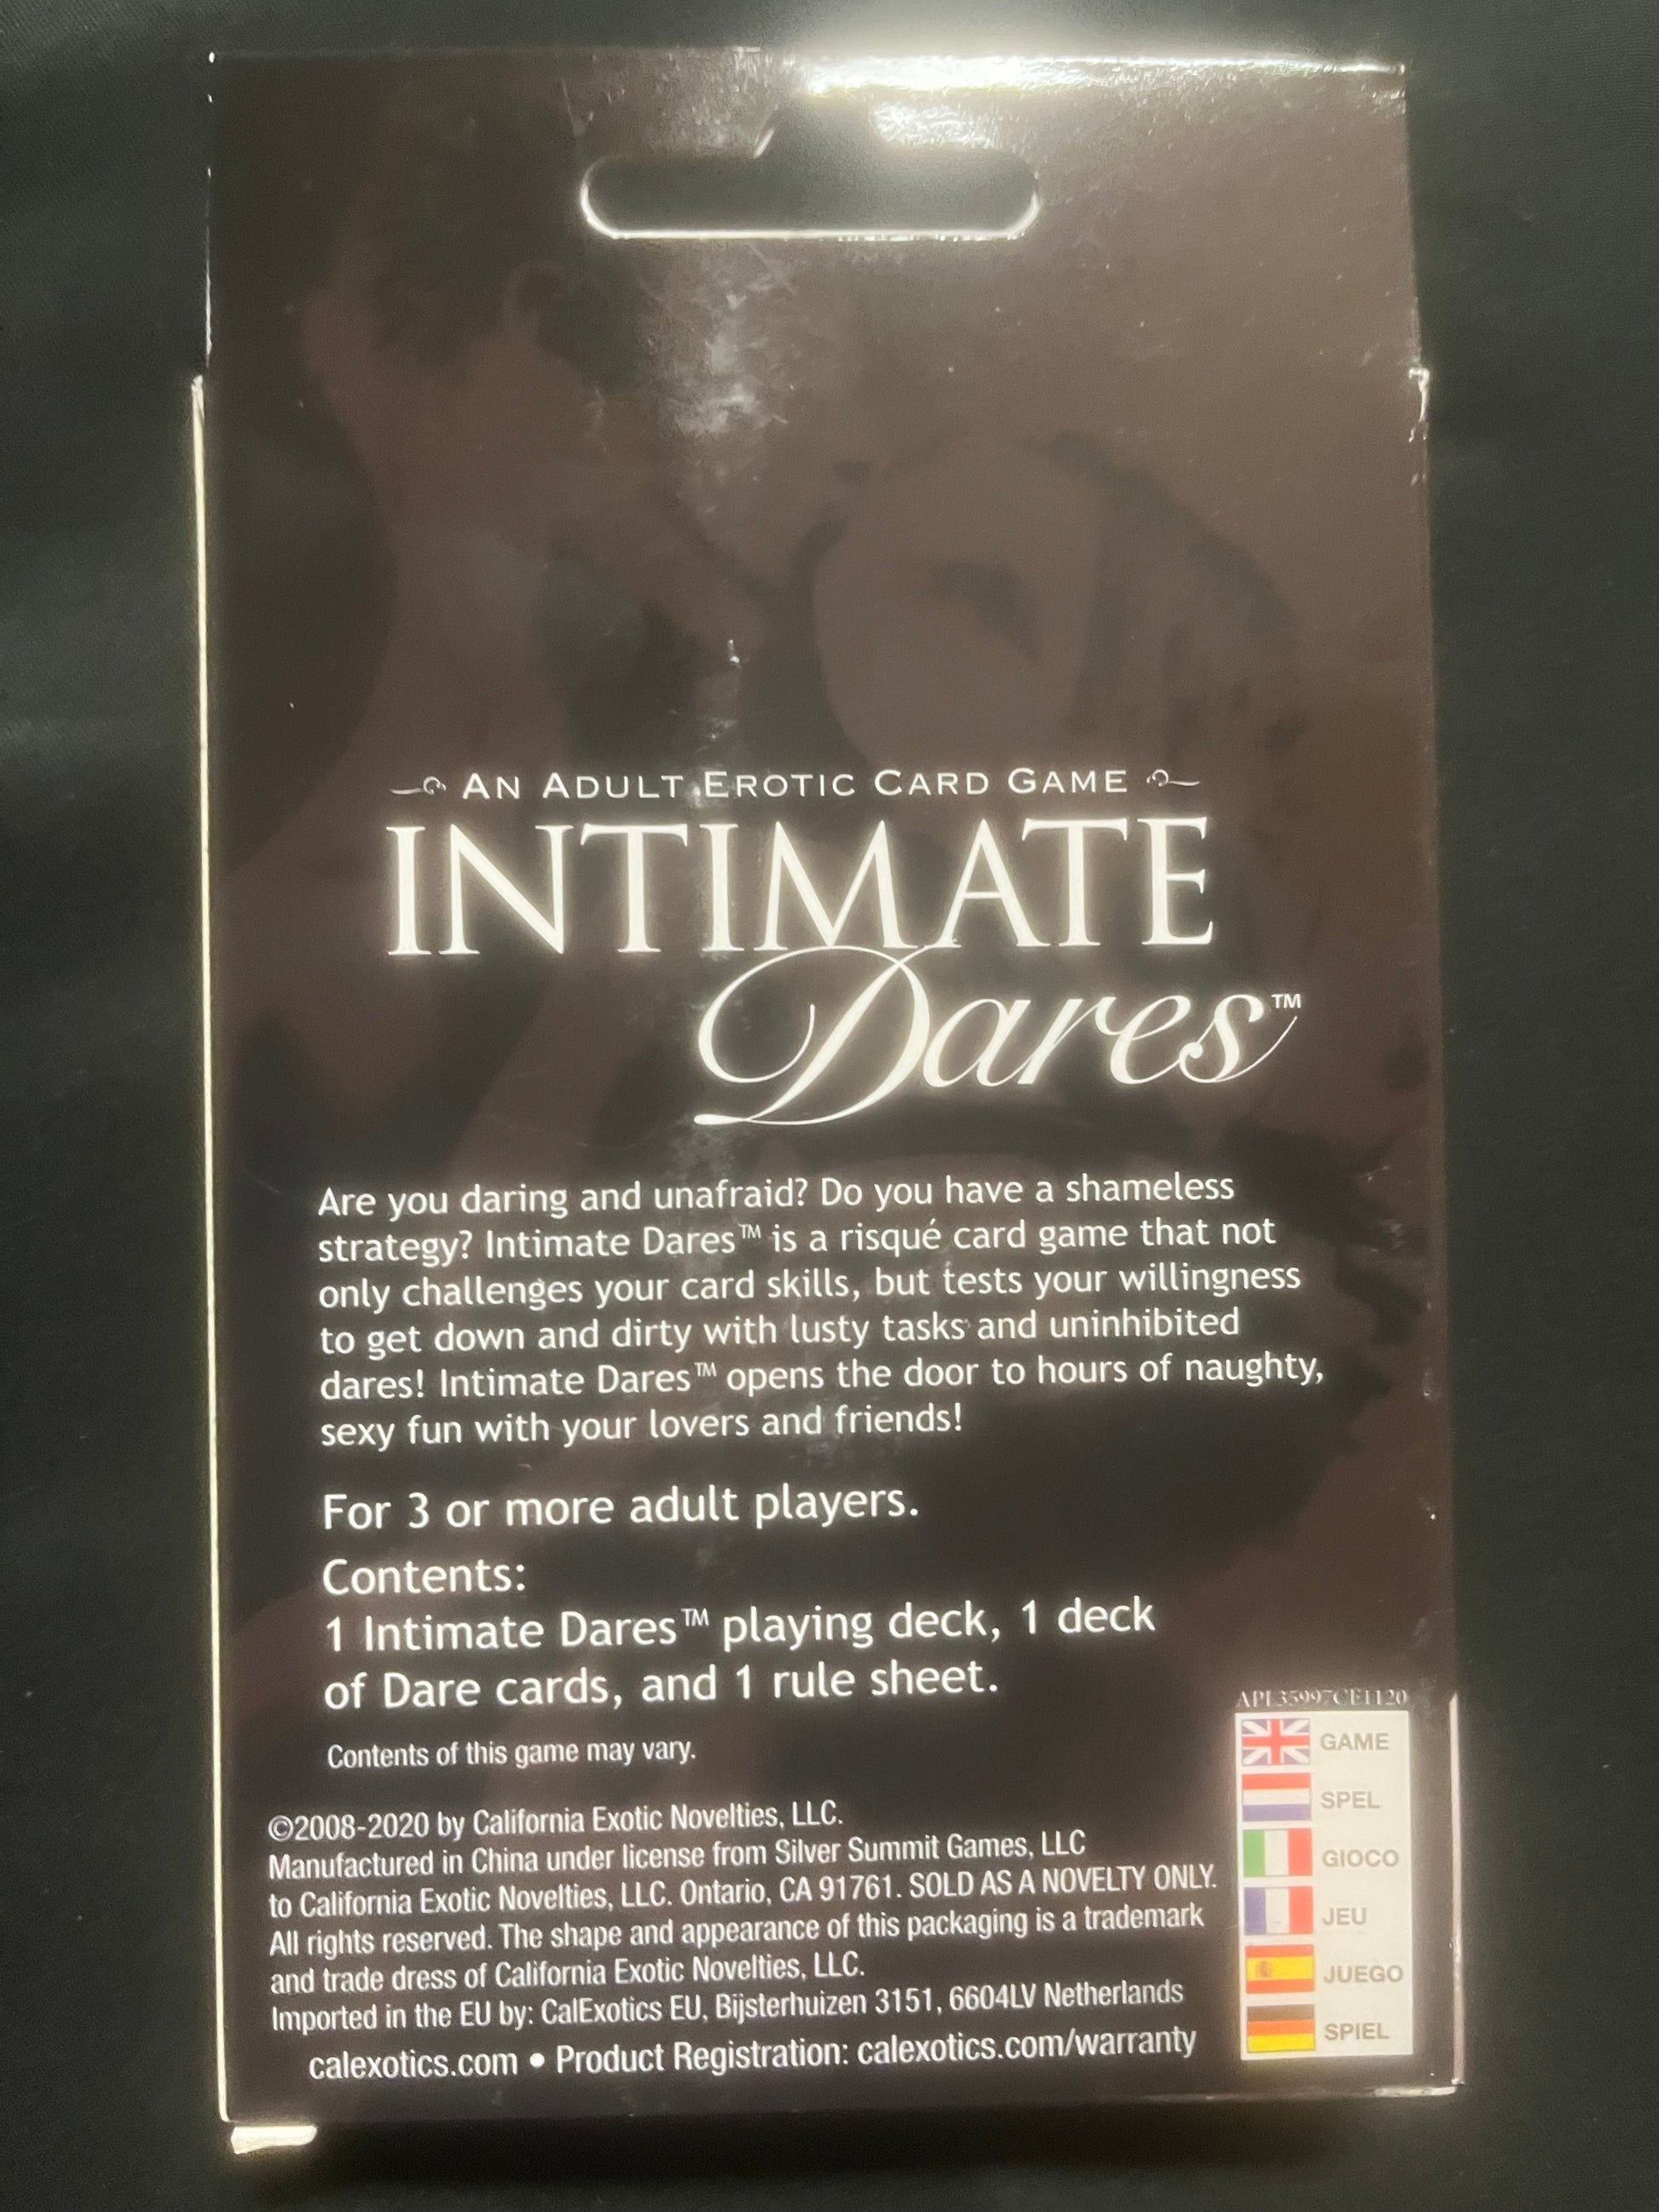 AN ADULT EROTIC CARD GAME
INTIMATE
Dares™
Are you daring and unafraid? Do you have a shameless
strategy? Intimate Dares™ is a risqué card game that not
only challenges your card skills, but tests your willingness
to get down and dirty with lusty tasks and uninhibited
dares! Intimate Dares™ opens the door to hours of naughty,
sexy fun with your lovers and friends!
For 3 or more adult players.
Contents:
1 Intimate Dares™ playing deck, 1 deck
of Dare cards, and 1 rule sheet.
Contents of this game may vary.
©2008-2020 by California Exotic Novelties, LLC.
Manufactured in China under license from Silver Summit Games, LLC
to California Exotic Novelties, LLC. Ontario, CA 91761. SOLD AS A NOVELTY ONLY.
All rights reserved. The shape and appearance of this packaging is a trademark
and trade dress of California Exotic Novelties, LLC.
Imported in the EU by: CalExotics EU, Bijsterhuizen 3151, 6604LV Netherlands
calexotics.com • Product Registration: calexotics.com/warranty
APL35997CE1120
GAME
SPEL
GIOCO
JEU
JUEGO
SPIEL